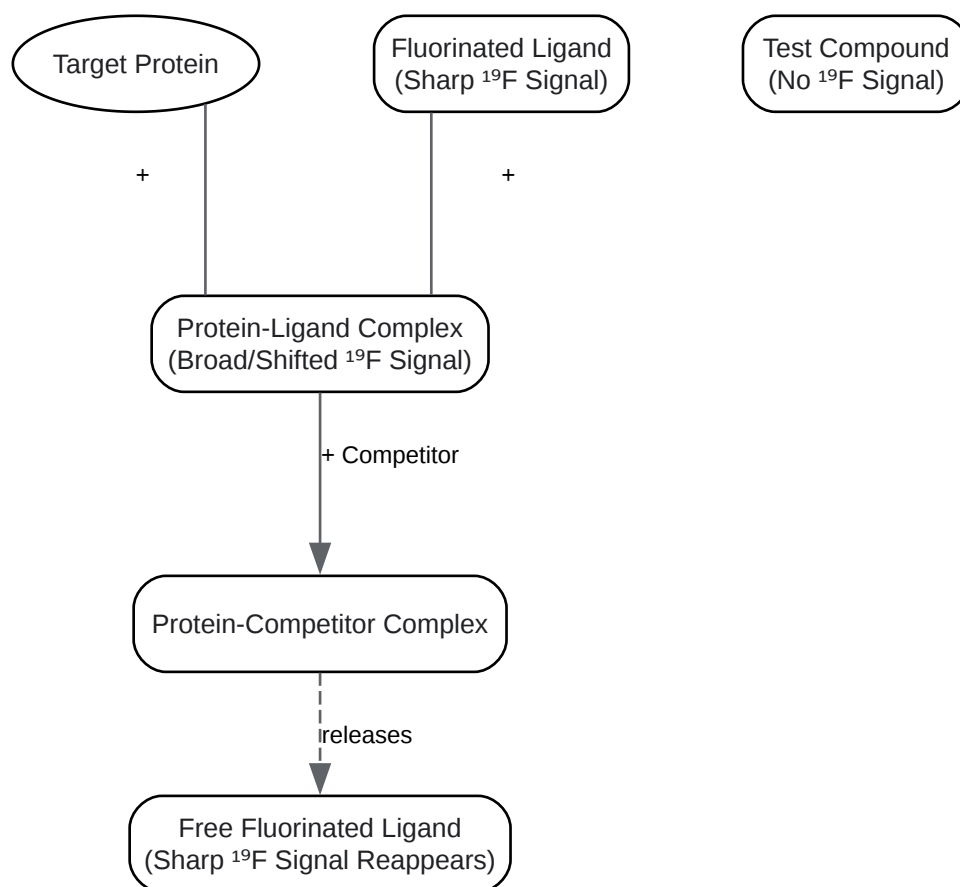 Target Protein
Fluorinated Ligand
(Sharp ¹⁹F Signal)
Test Compound
(No ¹⁹F Signal)
+
+
Protein-Ligand Complex
(Broad/Shifted ¹⁹F Signal)
+ Competitor
Protein-Competitor Complex
releases
Free Fluorinated Ligand
(Sharp ¹⁹F Signal Reappears)